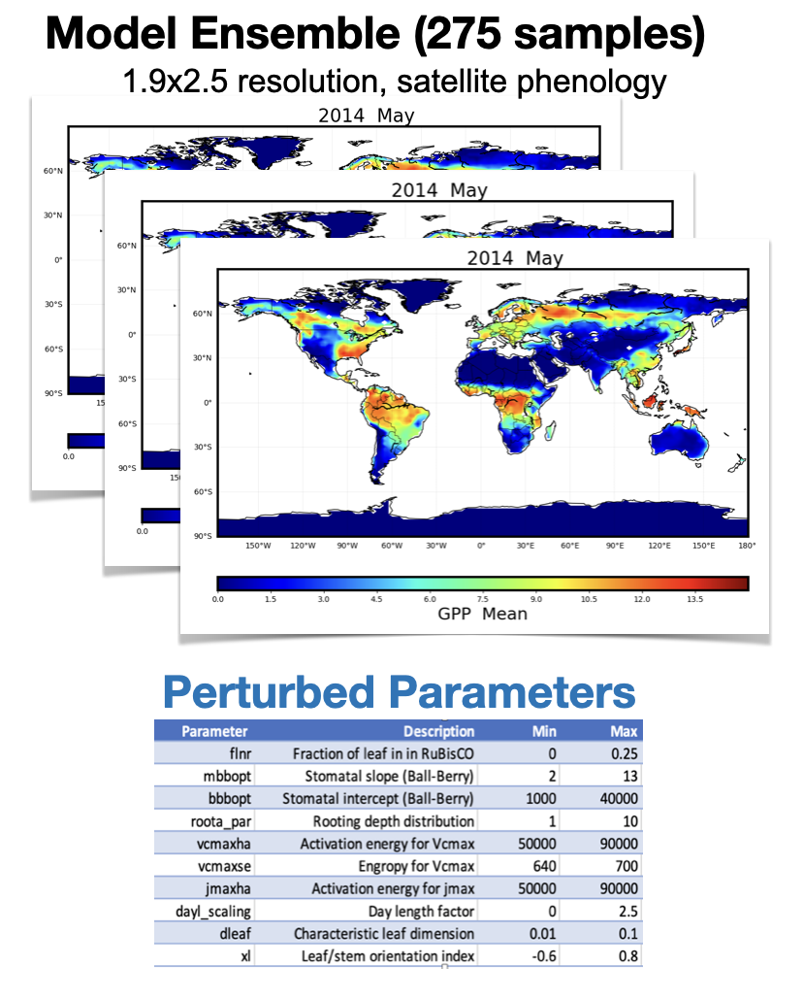 Model Ensemble (275 samples)
1.9x2.5 resolution, satellite phenology
2014 May
60°N
30°N
0°
30°S
60°S
90°S
15
0.0
2014 May
60°N
30°N
0°
30°S
60°S
90°S
15
0.0
2014 May
60°N
30°N
0°
30°S
60°S
90°S
150°W 120°W 90°W 60°W 30°W 0° 30°E 60°E 90°E 120°E 150°E 180°
0.0 1.5 3.0 4.5 6.0 7.5 9.0 10.5 12.0 13.5
GPP Mean
Perturbed Parameters
Parameter Description Min Max
flnr Fraction of leaf in in RuBisCO 0 0.25
mbbopt Stomatal slope (Ball-Berry) 2 13
bbbopt Stomatal intercept (Ball-Berry) 1000 40000
roota_par Rooting depth distribution 1 10
vcmaxha Activation energy for Vcmax 50000 90000
vcmaxse Engropy for Vcmax 640 700
jmaxha Activation energy for jmax 50000 90000
dayl_scaling Day length factor 0 2.5
dleaf Characteristic leaf dimension 0.01 0.1
xl Leaf/stem orientation index -0.6 0.8